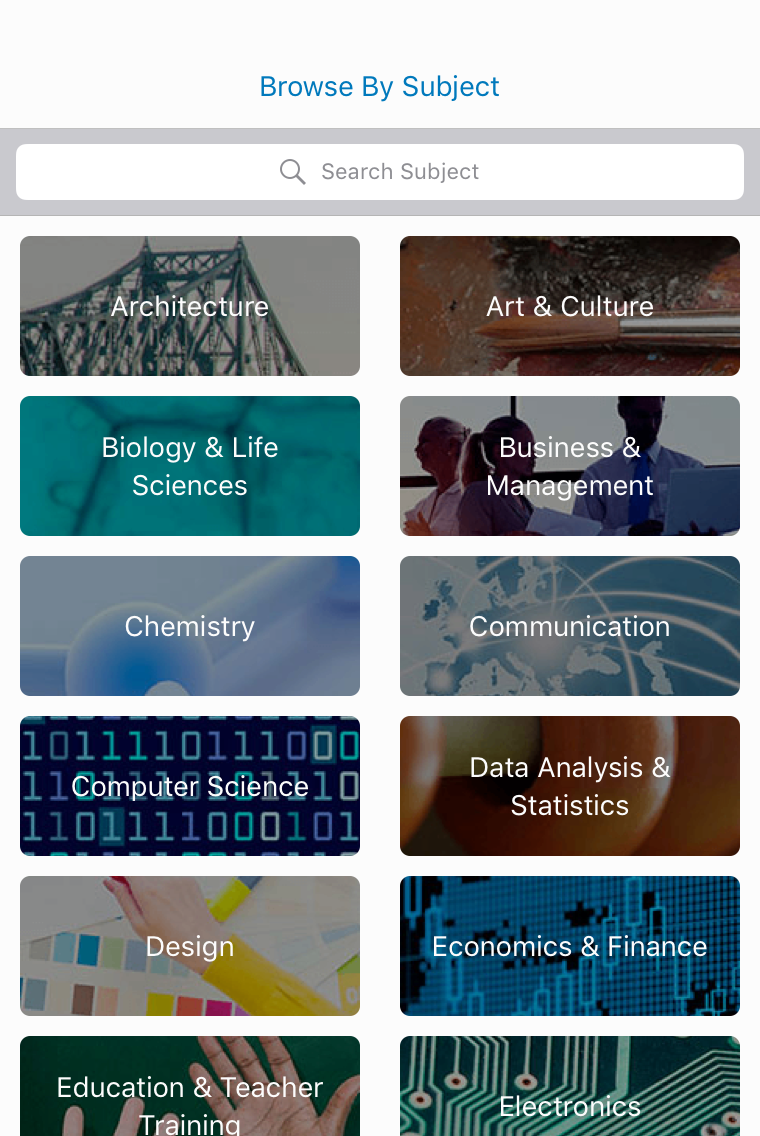 Browse By Subject
Search Subject
Architecture
Art & Culture
Biology & Life
Sciences
Business &
Management
Chemistry
Communication
Computer Science
Data Analysis &
Statistics
Design
Economics & Finance
Education & Teacher
Training
Electronics